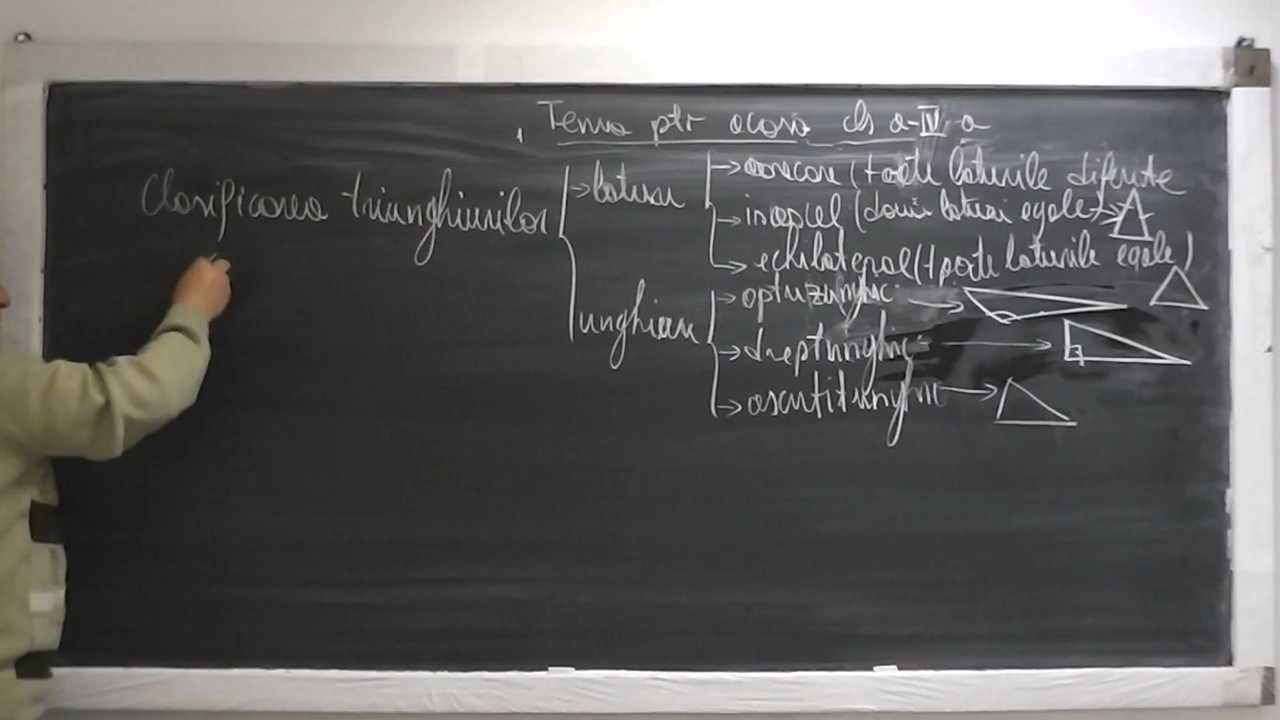 Tema ptr acasă cls a-IV-a
Clasificarea triunghiurilor
laturi
oarecare (toate laturile diferite
isoscel (două laturi egale)
echilateral (toate laturile egale)
unghiuri
optuzunghic
dreptunghic
ascutitunghic